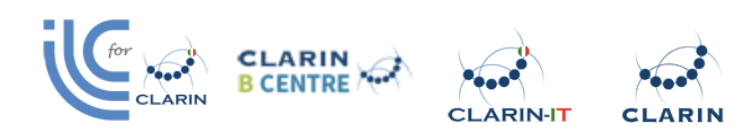 ilc for
CLARIN
CLARIN
B CENTRE
CLARIN-IT
CLARIN